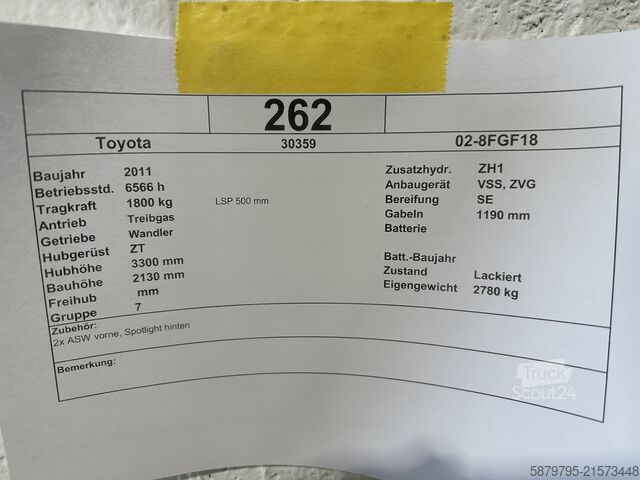 262
Toyota 30359 02-8FGF18
Baujahr 2011
Betriebsstd. 6566 h
Tragkraft 1800 kg LSP 500 mm
Antrieb Treibgas
Getriebe Wandler
Hubgerüst ZT
Hubhöhe 3300 mm
Bauhöhe 2130 mm
Freihub mm
Gruppe 7
Zusatzhydr. ZH1
Anbaugerät VSS, ZVG
Bereifung SE
Gabeln 1190 mm
Batterie
Batt.-Baujahr
Zustand Lackiert
Eigengewicht 2780 kg
Zubehör:
2x ASW vorne, Spotlight hinten
Bemerkung:
Truck
Scout24
5879795-21573448